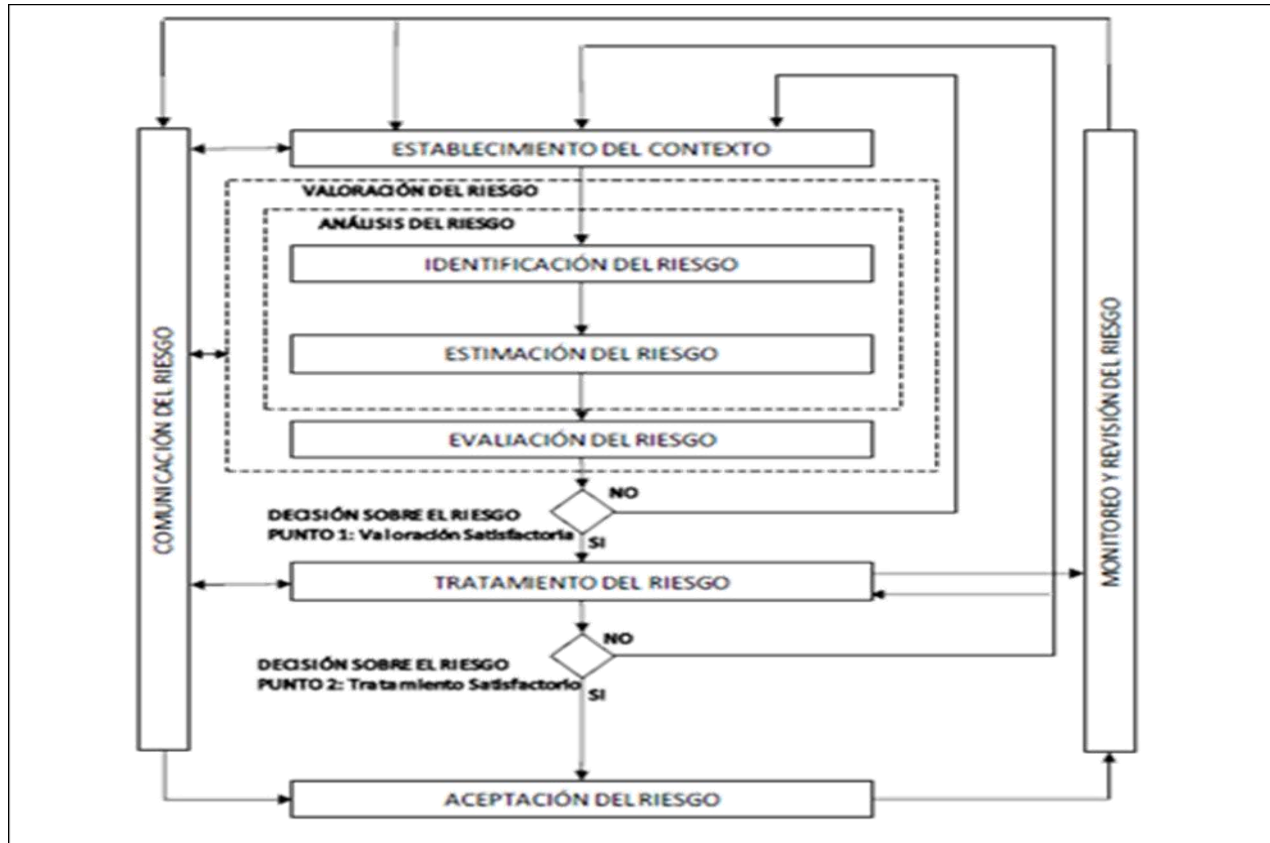 ESTABLECIMIENTO DEL CONTEXTO
VALORACIÓN DEL RIESGO
ANÁLISIS DEL RIESGO
IDENTIFICACIÓN DEL RIESGO
ESTIMACIÓN DEL RIESGO
EVALIACIÓN DEL RIESGO
NO
DECISIÓN SOBRE EL RIESGO
PUNTO 1: Valoración Satisfactoria
SI
TRATAMIENTO DEL RIESGO
NO
DECISIÓN SOBRE EL RIESGO
PUNTO 2: Tratamiento Satisfactorio
SI
ACEPTACIÓN DEL RIESGO
COMUNICACIÓN DEL RIESGO
MONITOREO Y REVISIÓN DEL RIESGO